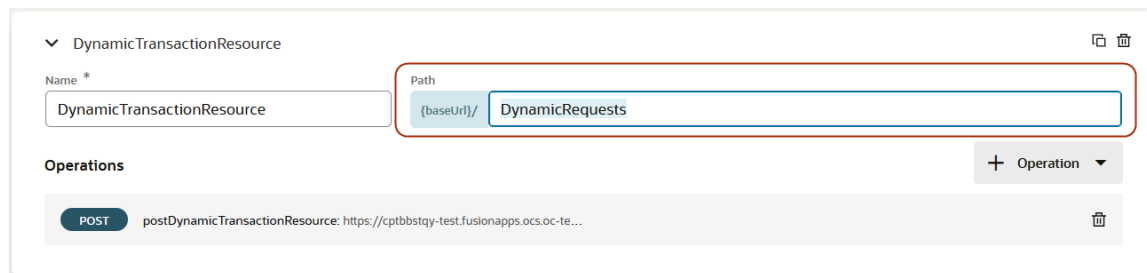 DynamicTransactionResource
Name *
Path
DynamicTransactionResource
{baseUrl}/ DynamicRequests
Operations
+ Operation
POST postDynamicTransactionResource: https://cptbbstqy-test.fusionapps.ocs.oc-te...